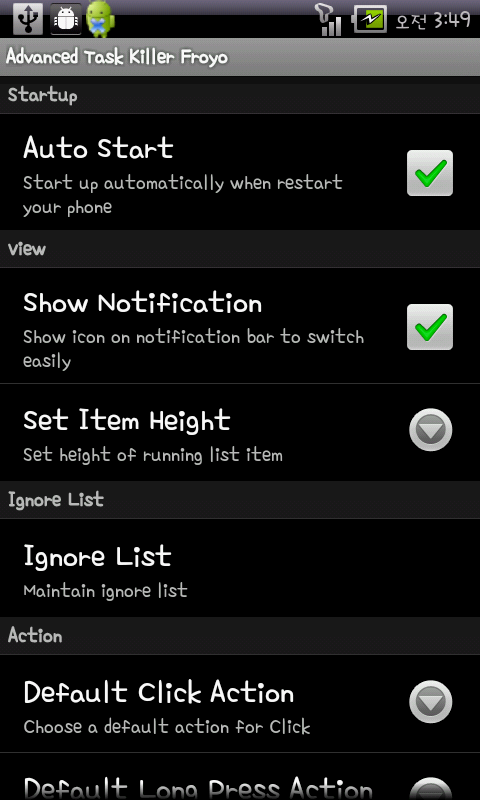 오전 3:49
Advanced Task Killer Froyo
Startup
Auto Start
Start up automatically when restart
your phone
View
Show Notification
Show icon on notification bar to switch
easily
Set Item Height
Set height of running list item
Ignore List
Ignore List
Maintain ignore list
Action
Default Click Action
Choose a default action for Click
Default Long Press Action